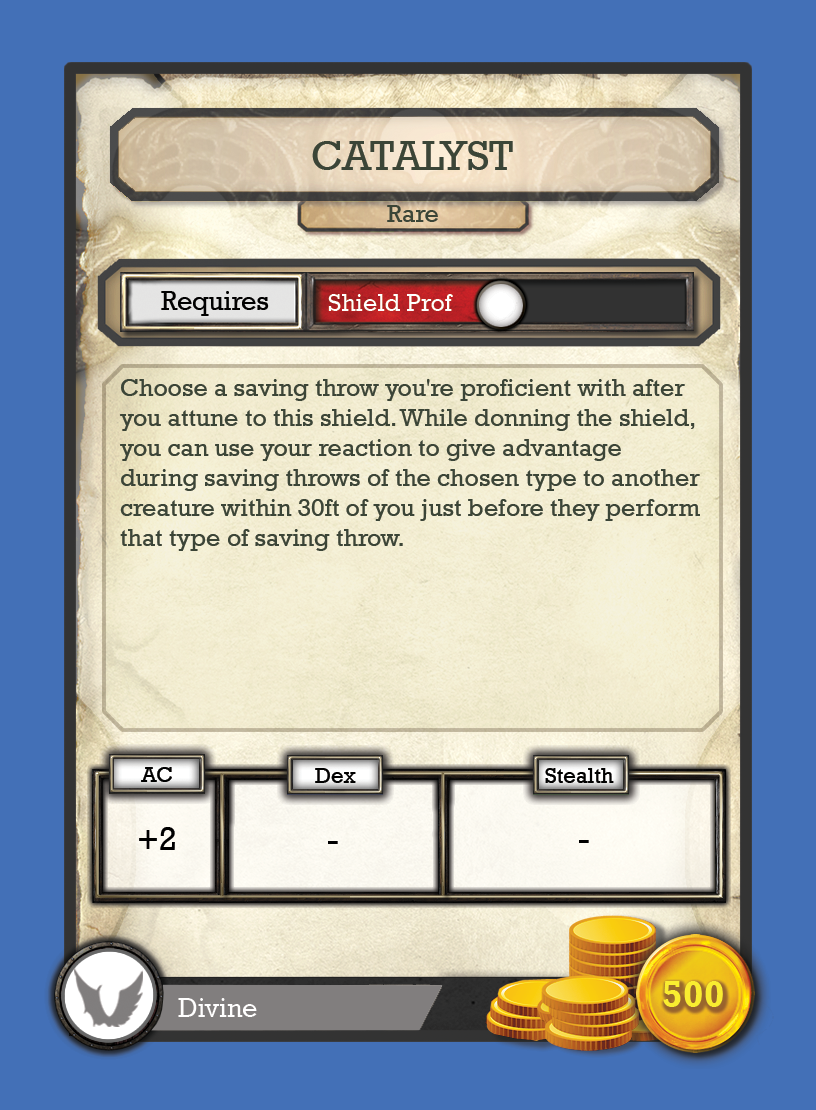 CATALYST
Rare
Requires
Shield Prof
Choose a saving throw you're proficient with after
you attune to this shield. While donning the shield,
you can use your reaction to give advantage
during saving throws of the chosen type to another
creature within 30ft of you just before they perform
that type of saving throw.
AC
Dex
Stealth
+2
-
-
Divine
500